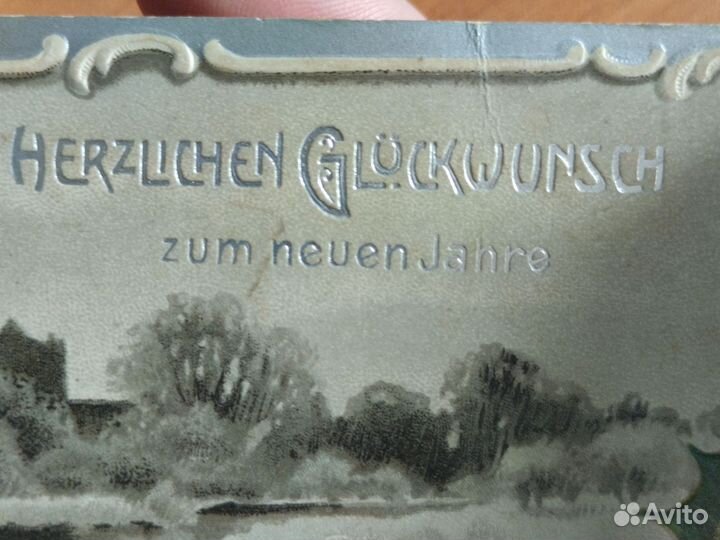 HERZLICHEN GLÜCKWUNSCH
zum neuen Jahre
Avito